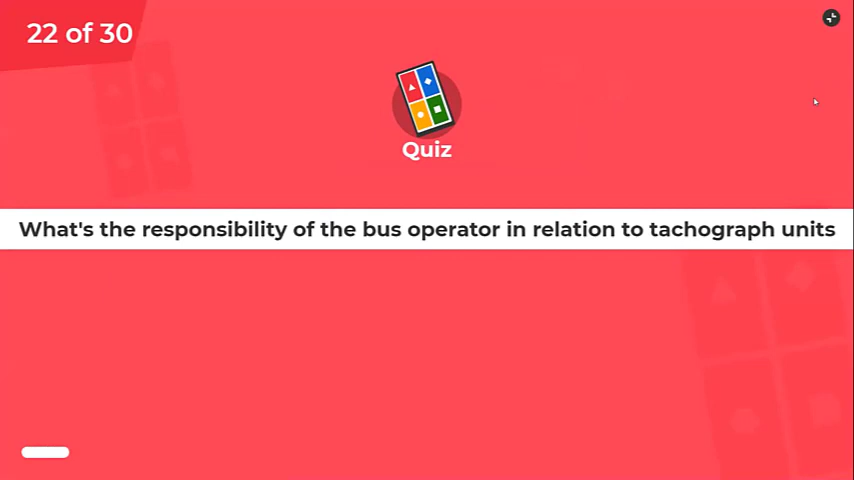 22 of 30
Quiz
What's the responsibility of the bus operator in relation to tachograph units